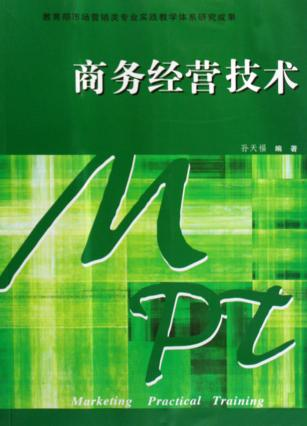 教育部市场营销类专业实践教学体系研究成果
商务经营技术
孙天福 编著
M
Pt
Marketing Practical Training